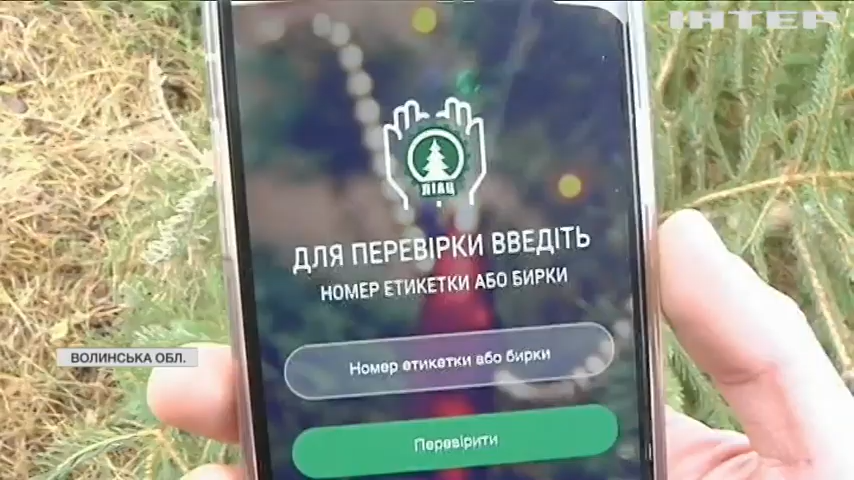 ІНТЕР
ЛІАЦ
ДЛЯ ПЕРЕВІРКИ ВВЕДІТЬ
НОМЕР ЕТИКЕТКИ АБО БИРКИ
Номер етикетки або бирки
ВОЛИНСЬКА ОБЛ.
Перевірити